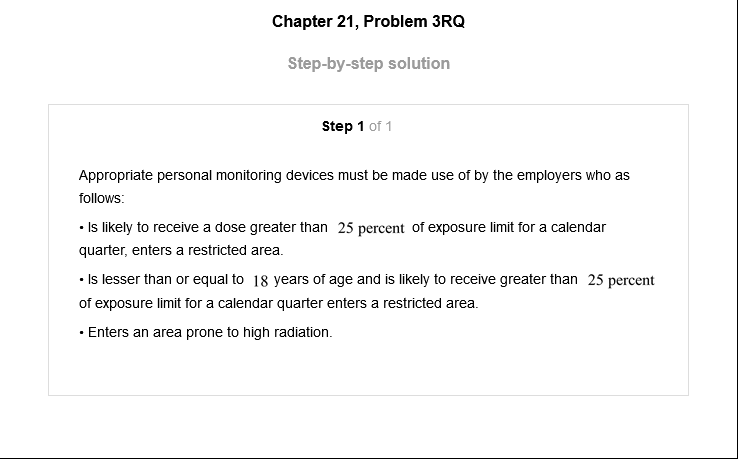 Chapter 21, Problem 3RQ
Step-by-step solution
Step 1 of 1
Appropriate personal monitoring devices must be made use of by the employers who as
follows:
• Is likely to receive a dose greater than 25 percent of exposure limit for a calendar
quarter, enters a restricted area.
• Is lesser than or equal to 18 years of age and is likely to receive greater than 25 percent
of exposure limit for a calendar quarter enters a restricted area.
• Enters an area prone to high radiation.